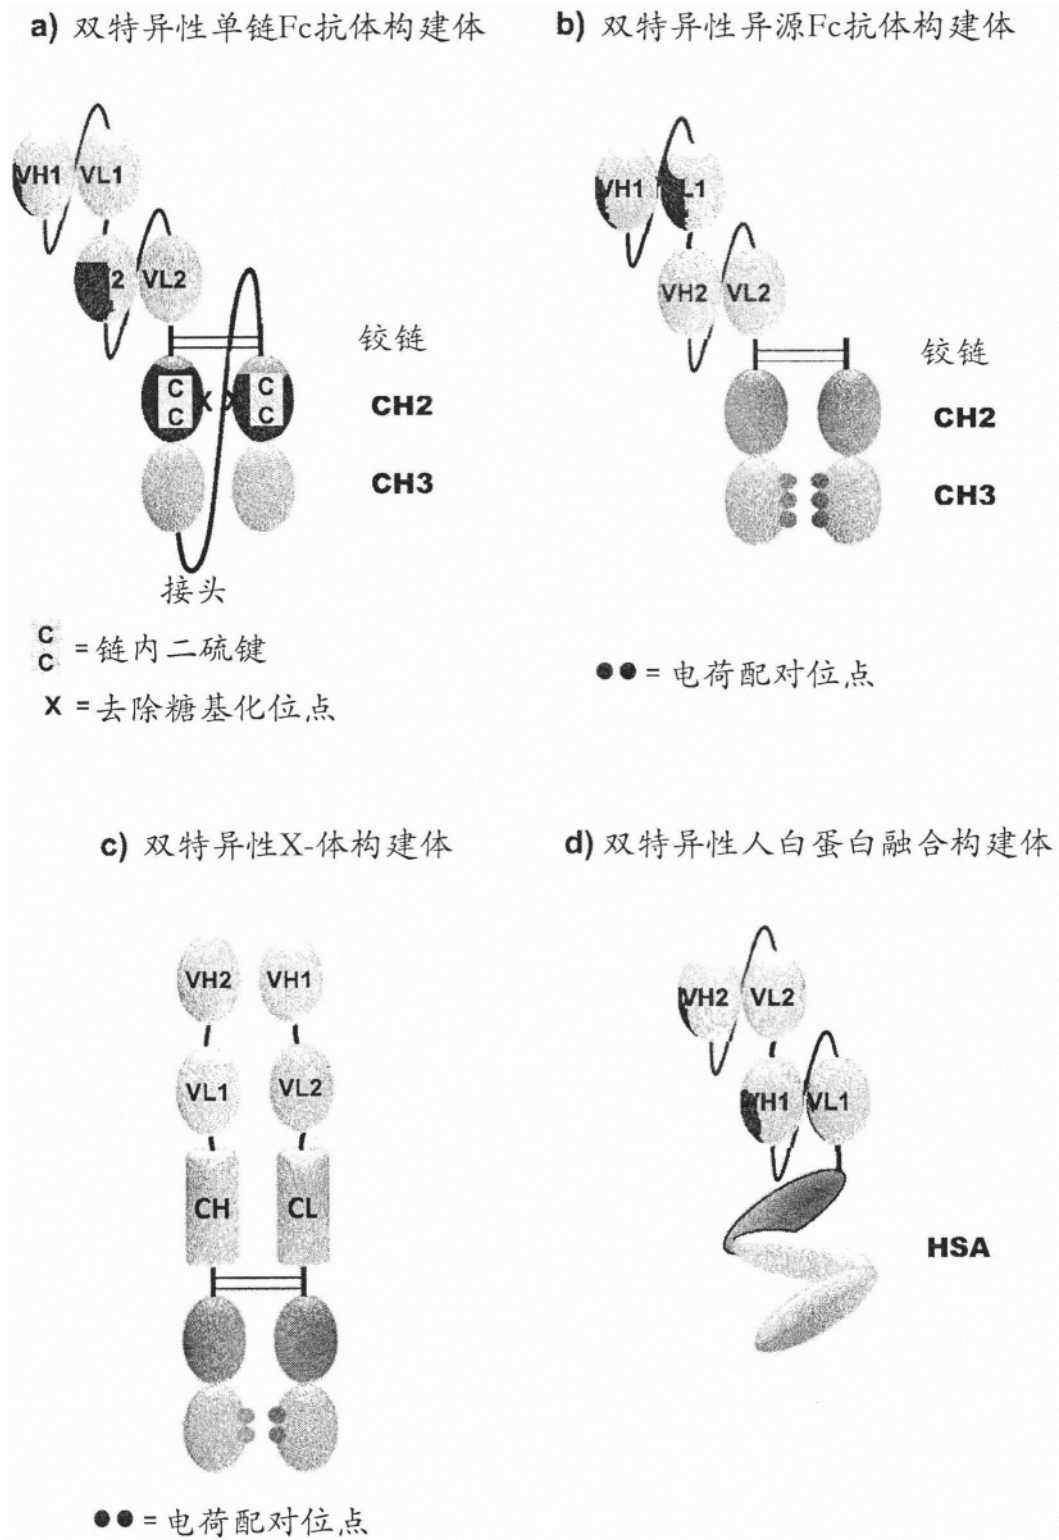 a) 双特异性单链Fc抗体构建体
VH1 VL1
2 VL2
铰链
C C
C C
X X
CH2
CH3
接头
C
C = 链内二硫键
X = 去除糖基化位点
b) 双特异性异源Fc抗体构建体
VH1 L1
VH2 VL2
铰链
CH2
CH3
= 电荷配对位点
c) 双特异性X-体构建体
VH2 VH1
VL1 VL2
CH CL
= 电荷配对位点
d) 双特异性人白蛋白融合构建体
VH2 VL2
VH1 VL1
HSA